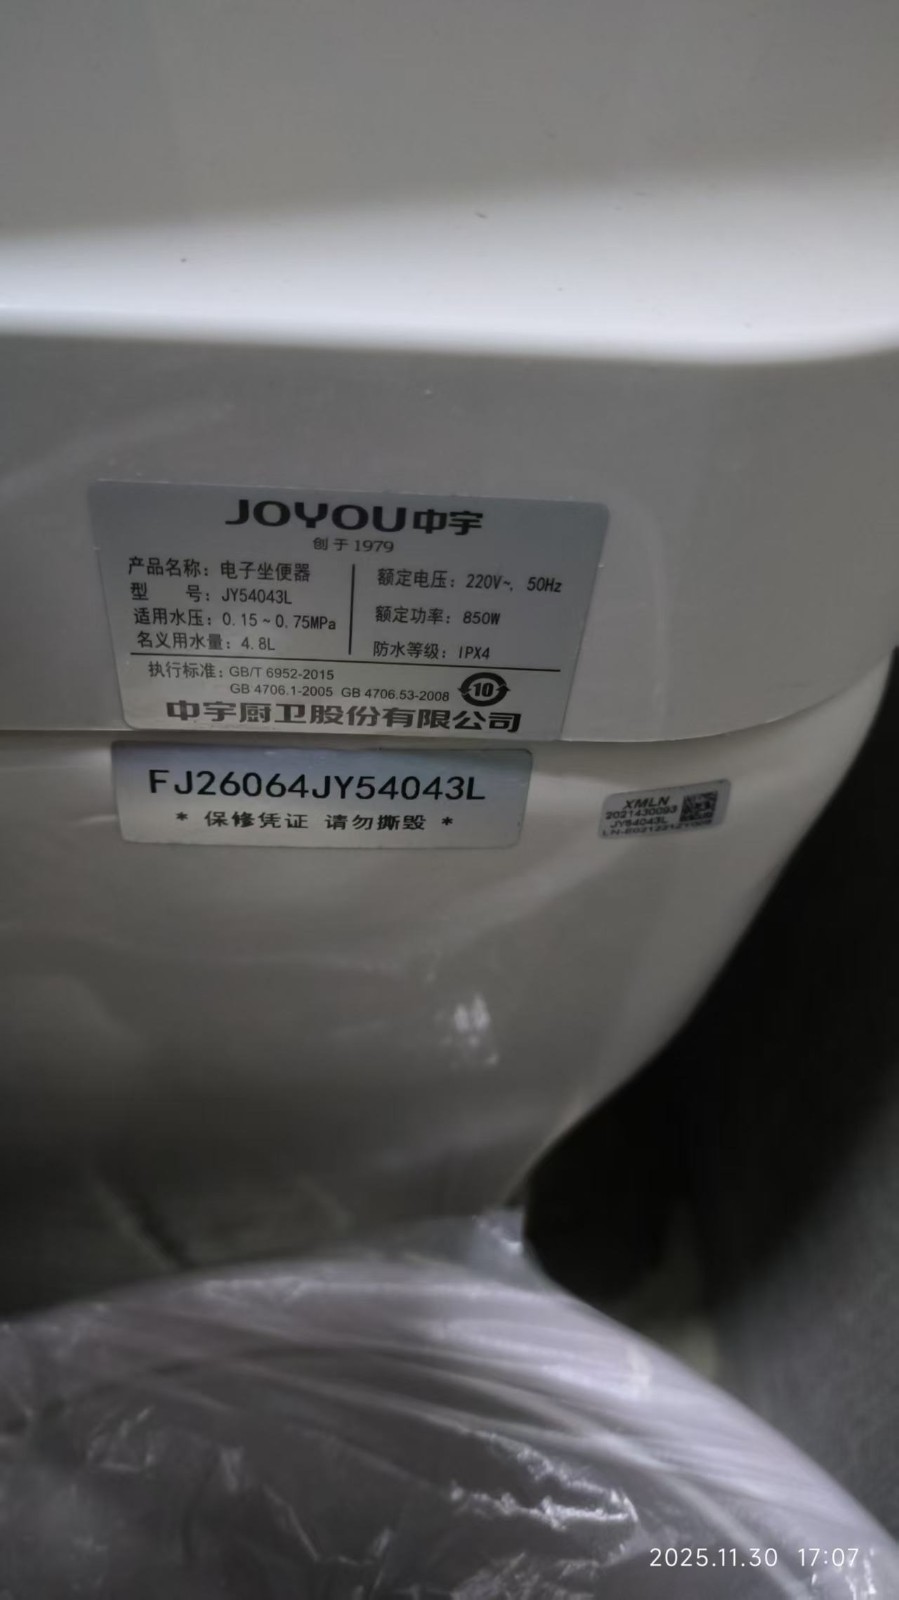 JOYOU中宇
创于1979
产品名称：电子坐便器
型 号：JY54043L
适用水压：0.15~0.75MPa
名义用水量：4.8L
额定电压：220V~, 50Hz
额定功率：850W
防水等级：IPX4
执行标准：GB/T 6952-2015
GB 4706.1-2005 GB 4706.53-2008
10
中宇厨卫股份有限公司
FJ26064JY54043L
* 保修凭证 请勿撕毁 *
XMLN
2021430093
JY54043L
2025.11.30 17:07